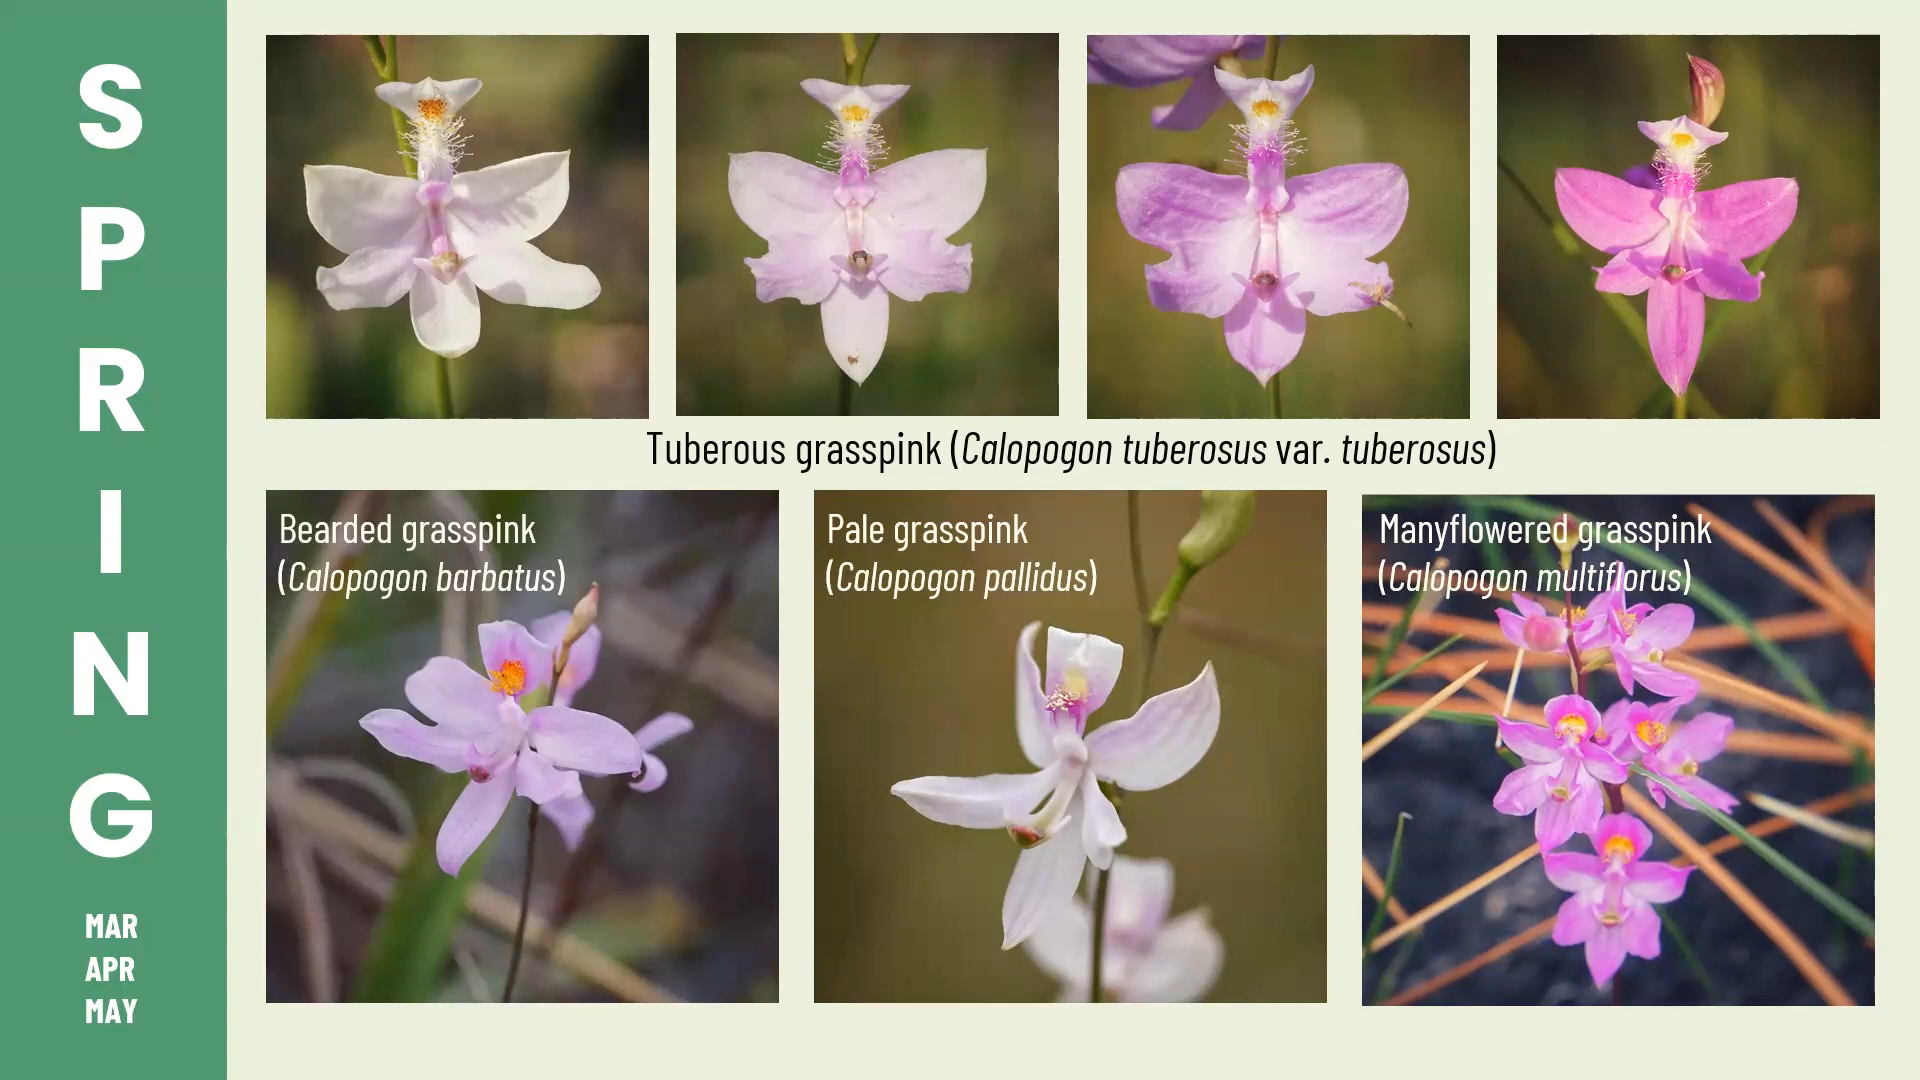 SPRING
MAR
APR
MAY
Tuberous grasspink (Calopogon tuberosus var. tuberosus)
Bearded grasspink
(Calopogon barbatus)
Pale grasspink
(Calopogon pallidus)
Manyflowered grasspink
(Calopogon multiflorus)